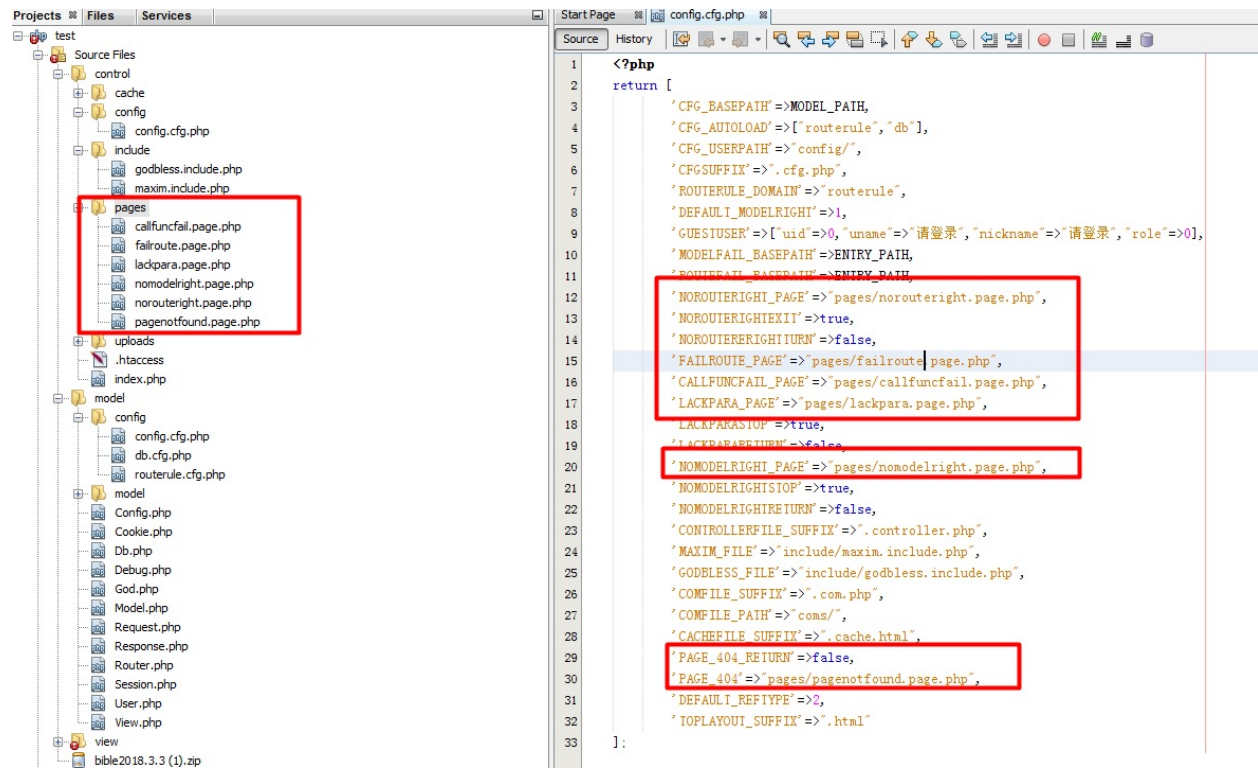 Projects Files Services
test
Source Files
control
cache
config
config.cfg.php
include
godbless.include.php
maxim.include.php
pages
callfuncfail.page.php
failroute.page.php
lackpara.page.php
nomodelright.page.php
norouteright.page.php
pagenotfound.page.php
uploads
.htaccess
index.php
model
config
config.cfg.php
db.cfg.php
routerule.cfg.php
model
Config.php
Cookie.php
Db.php
Debug.php
God.php
Model.php
Request.php
Response.php
Router.php
Session.php
User.php
View.php
view
bible2018.3.3 (1).zip
Start Page config.cfg.php
Source History
1 <?php
2 return [
3 'CFG_BASEPATH'=>MODEL_PATH,
4 'CFG_AUTOLOAD'=>["routerule","db"],
5 'CFG_USERPATH'=>"config/",
6 'CFGSUFFIX'=>".cfg.php",
7 'ROUTERULE_DOMAIN'=>"routerule",
8 'DEFAULT_MODELRIGHT'=>1,
9 'GUESTUSER'=>["uid"=>0,"uname"=>"请登录","nickname"=>"请登录","role"=>0],
10 'MODELFAIL_BASEPATH'=>ENTRY_PATH,
11 'ROUTEFAIL_BASEPATH'=>ENTRY_PATH,
12 'NOROUTERIGHT_PAGE'=>"pages/norouteright.page.php",
13 'NOROUTERIGHTEXIT'=>true,
14 'NOROUTERERIGHTTURN'=>false,
15 'FAILROUTE_PAGE'=>"pages/failroute.page.php",
16 'CALLFUNCFAIL_PAGE'=>"pages/callfuncfail.page.php",
17 'LACKPARA_PAGE'=>"pages/lackpara.page.php",
18 'LACKPARASTOP'=>true,
19 'LACKPARARETURN'=>false,
20 'NOMODELRIGHT_PAGE'=>"pages/nomodelright.page.php",
21 'NOMODELRIGHTSTOP'=>true,
22 'NOMODELRIGHTRETURN'=>false,
23 'CONTROLLERFILE_SUFFIX'=>".controller.php",
24 'MAXIM_FILE'=>"include/maxim.include.php",
25 'GODBLESS_FILE'=>"include/godbless.include.php",
26 'COMFILE_SUFFIX'=>".com.php",
27 'COMFILE_PATH'=>"coms/",
28 'CACHEFILE_SUFFIX'=>".cache.html",
29 'PAGE_404_RETURN'=>false,
30 'PAGE_404'=>"pages/pagenotfound.page.php",
31 'DEFAULT_REFTYPE'=>2,
32 'TOPLAYOUT_SUFFIX'=>".html"
33 ];